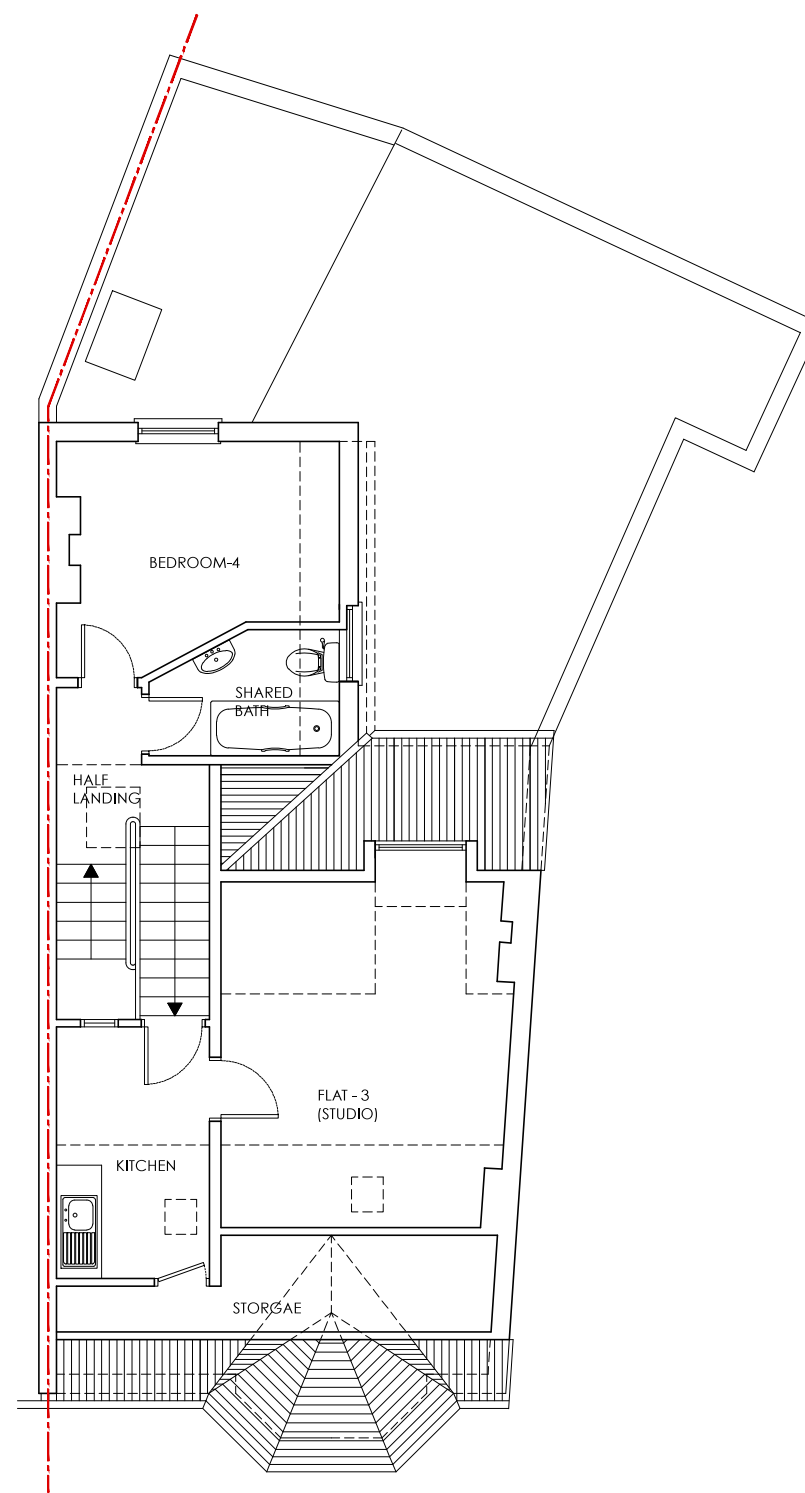 BEDROOM-4
SHARED
BATH
HALF
LANDING
FLAT - 3
(STUDIO)
KITCHEN
STORGAE